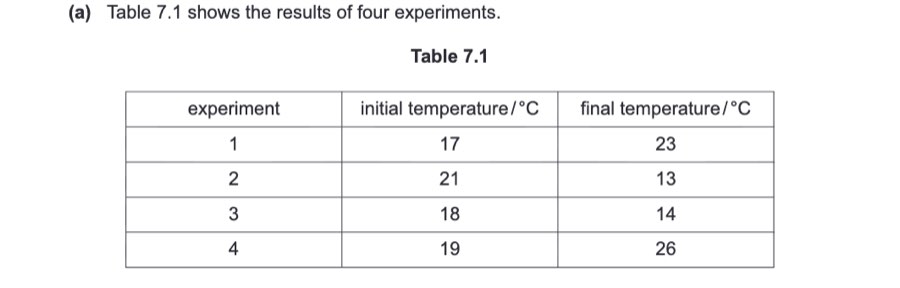 (a) Table 7.1 shows the results of four experiments.
Table 7.1
experiment initial temperature/°C final temperature/°C
1 17 23
2 21 13
3 18 14
4 19 26